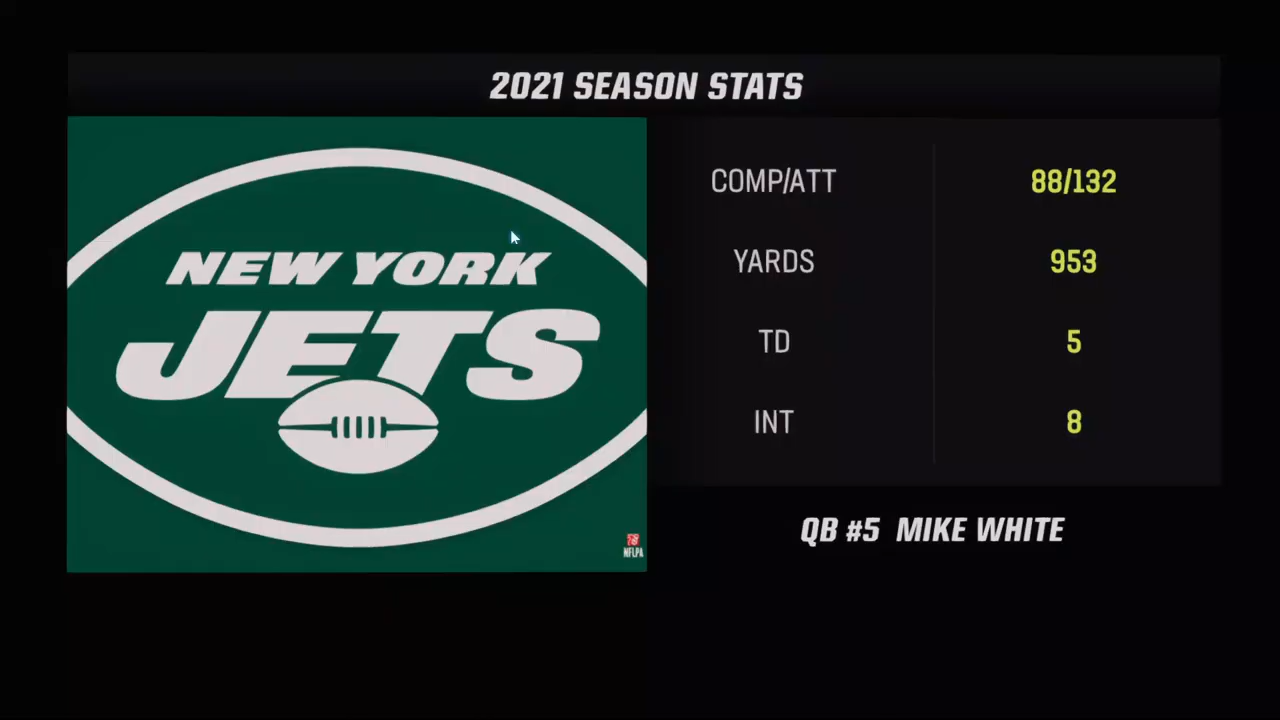 2021 SEASON STATS
NEW YORK
JETS
COMP/ATT 88/132
YARDS 953
TD 5
INT 8
NFLPA
QB #5 MIKE WHITE